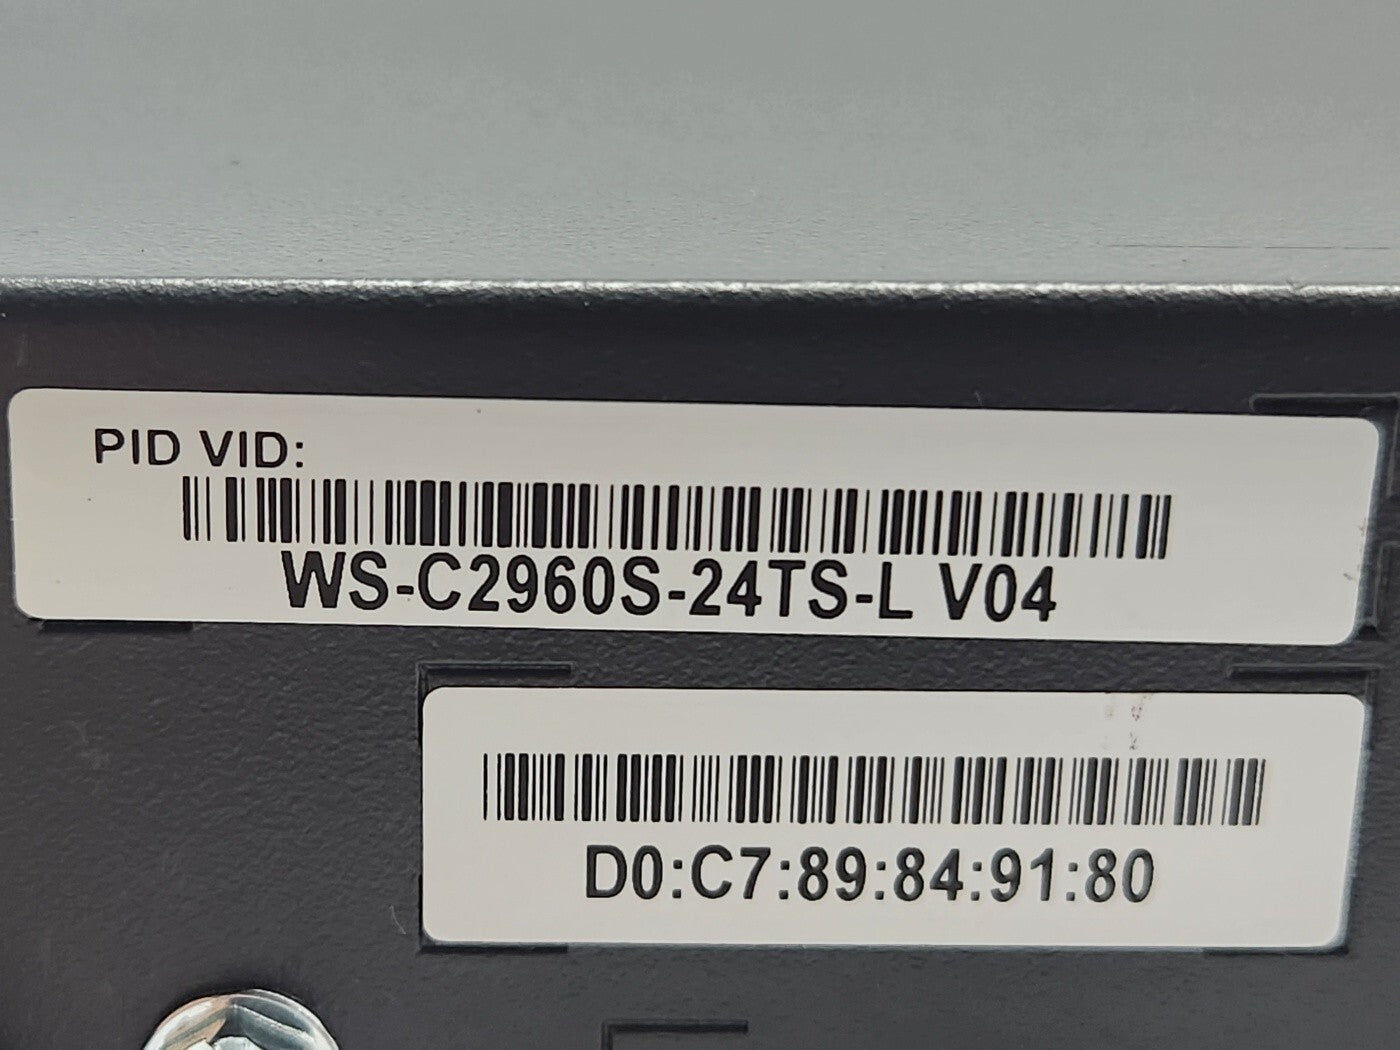 PID VID:
WS-C2960S-24TS-L V04
D0:C7:89:84:91:80